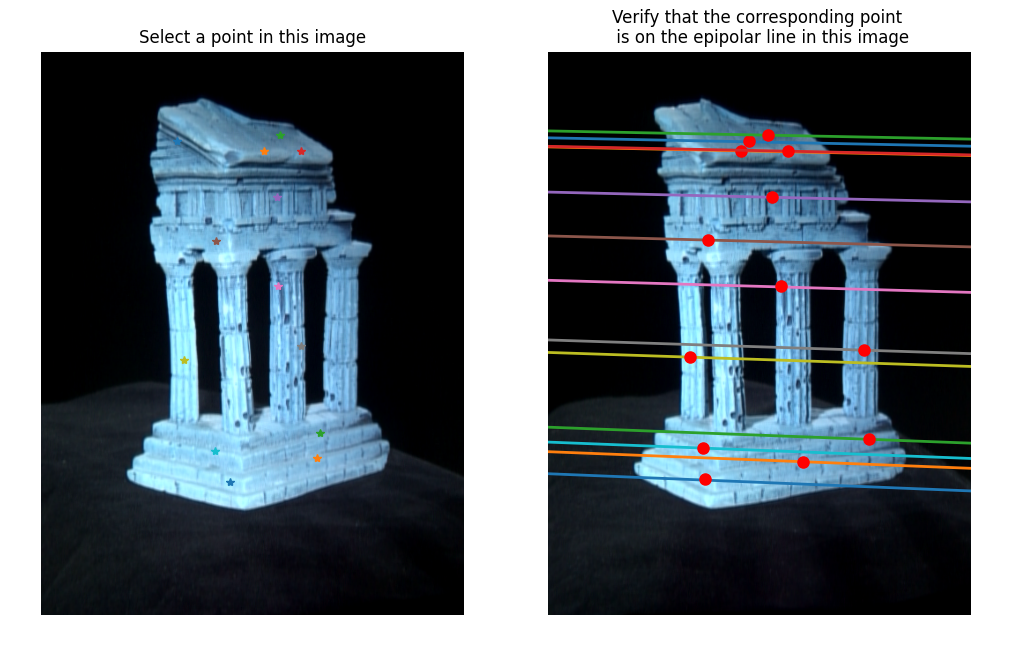 Select a point in this image
Verify that the corresponding point
is on the epipolar line in this image